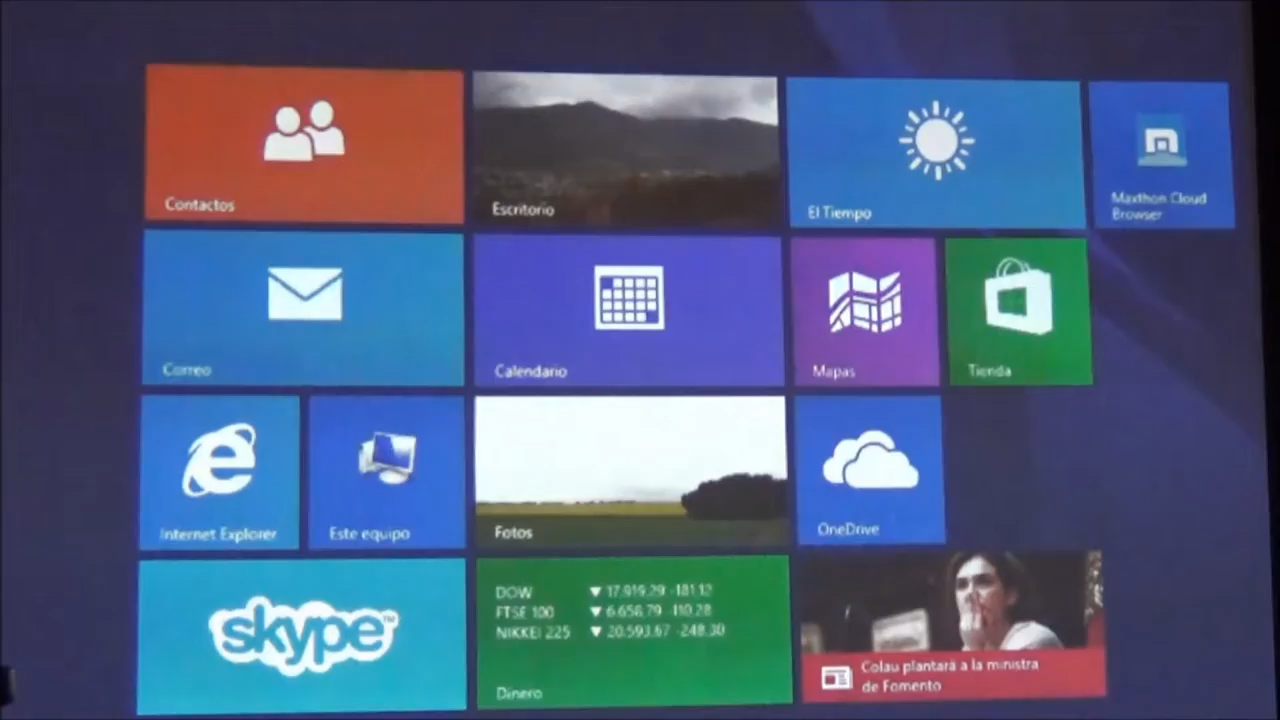 Contactos
Escritorio
El Tiempo
Maxthon Cloud
Browser
Correo
Calendario
Mapas
Tienda
Internet Explorer
Este equipo
Fotos
OneDrive
skype™
DOW ▼ 17.919,29 -181,12
FTSE 100 ▼ 6.658,79 -110,28
NIKKEI 225 ▼ 20.593,67 -248,30
Dinero
Colau plantará a la ministra
de Fomento